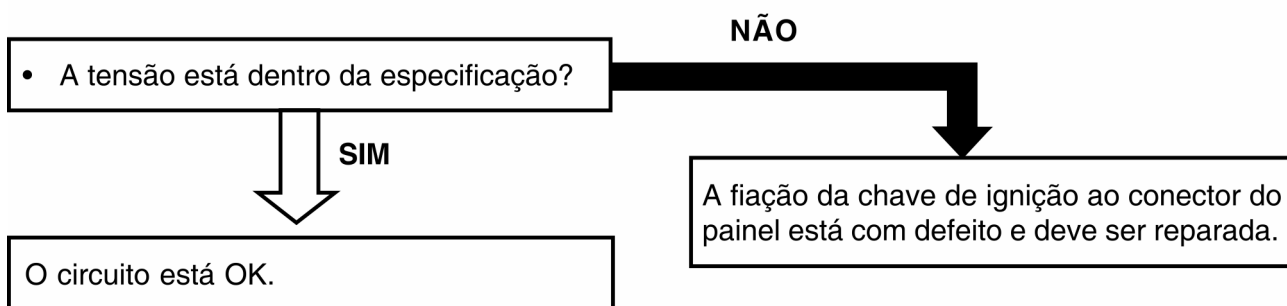 NÃO
• A tensão está dentro da especificação?
SIM
A fiação da chave de ignição ao conector do
painel está com defeito e deve ser reparada.
O circuito está OK.